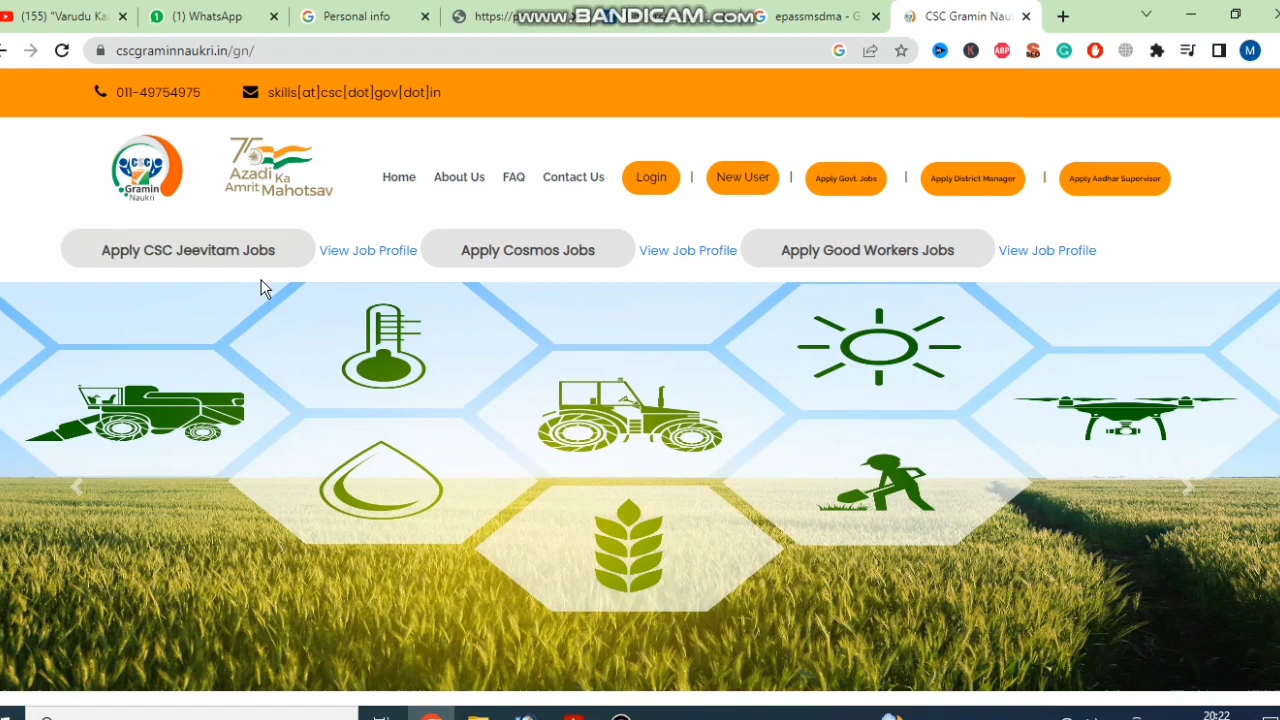 (155) "Varudu Ka
(1) WhatsApp
Personal info
https://p
www.BANDICAM.com
epassmsdma - G
CSC Gramin Nau
cscgraminnaukri.in/gn/
ABP
M
011-49754975 skills[at]csc[dot]gov[dot]in
CSC
Gramin
Naukri
75
Azadi Ka
Amrit Mahotsav
Home About Us FAQ Contact Us Login | New User | Apply Govt. Jobs | Apply District Manager | Apply Aadhar Supervisor
Apply CSC Jeevitam Jobs View Job Profile Apply Cosmos Jobs View Job Profile Apply Good Workers Jobs View Job Profile
20:22